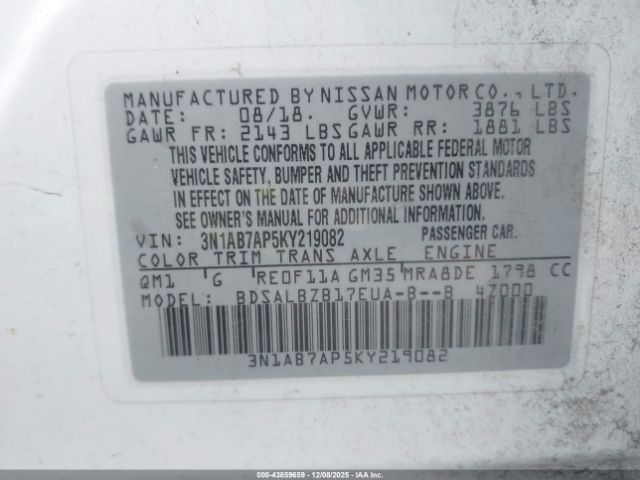 MANUFACTURED BY NISSAN MOTOR CO., LTD.
DATE: 08/18. GVWR: 3876 LBS
GAWR FR: 2143 LBS GAWR RR: 1881 LBS
THIS VEHICLE CONFORMS TO ALL APPLICABLE FEDERAL MOTOR
VEHICLE SAFETY, BUMPER AND THEFT PREVENTION STANDARDS
IN EFFECT ON THE DATE OF MANUFACTURE SHOWN ABOVE.
SEE OWNER'S MANUAL FOR ADDITIONAL INFORMATION.
VIN: 3N1AB7AP5KY219082 PASSENGER CAR.
COLOR TRIM TRANS AXLE ENGINE
QM1 G RE0F11A GM35 MRA8DE 1798 CC
MODEL: BDSALBZB17EUA-B--B 4Z000
3N1AB7AP5KY219082
000-43859659 | 12/08/2025 | IAAI